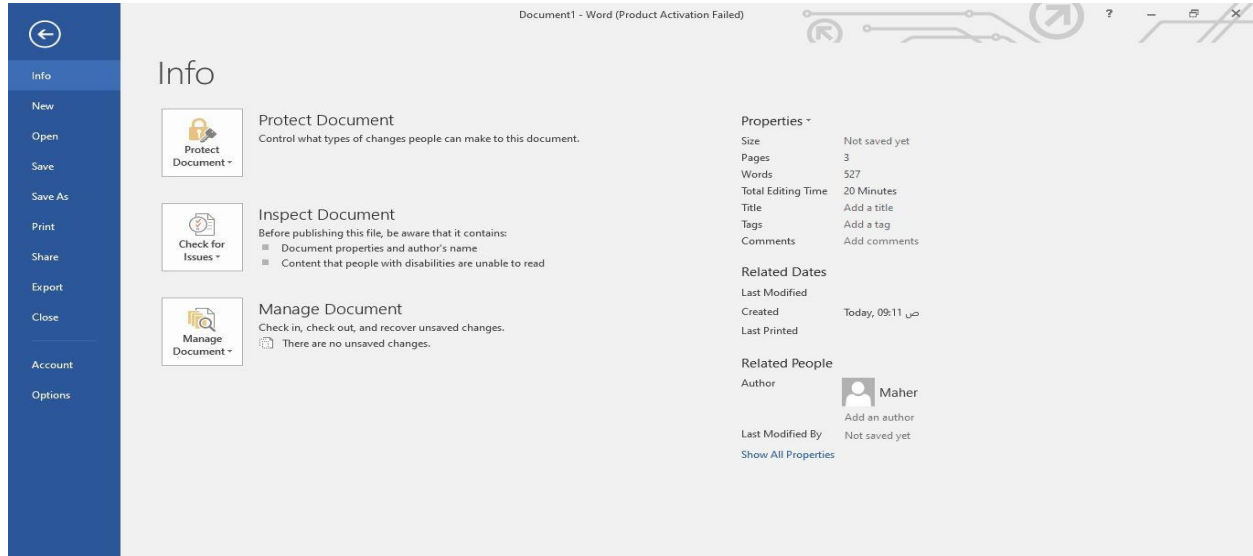 Document1 - Word (Product Activation Failed)
?
Info
New
Open
Save
Save As
Print
Share
Export
Close
Account
Options
Info
Protect
Document
Protect Document
Control what types of changes people can make to this document.
Check for
Issues
Inspect Document
Before publishing this file, be aware that it contains:
Document properties and author's name
Content that people with disabilities are unable to read
Manage
Document
Manage Document
Check in, check out, and recover unsaved changes.
There are no unsaved changes.
Properties
Size Not saved yet
Pages 3
Words 527
Total Editing Time 20 Minutes
Title Add a title
Tags Add a tag
Comments Add comments
Related Dates
Last Modified
Created Today, 09:11 ص
Last Printed
Related People
Author Maher
Add an author
Last Modified By Not saved yet
Show All Properties